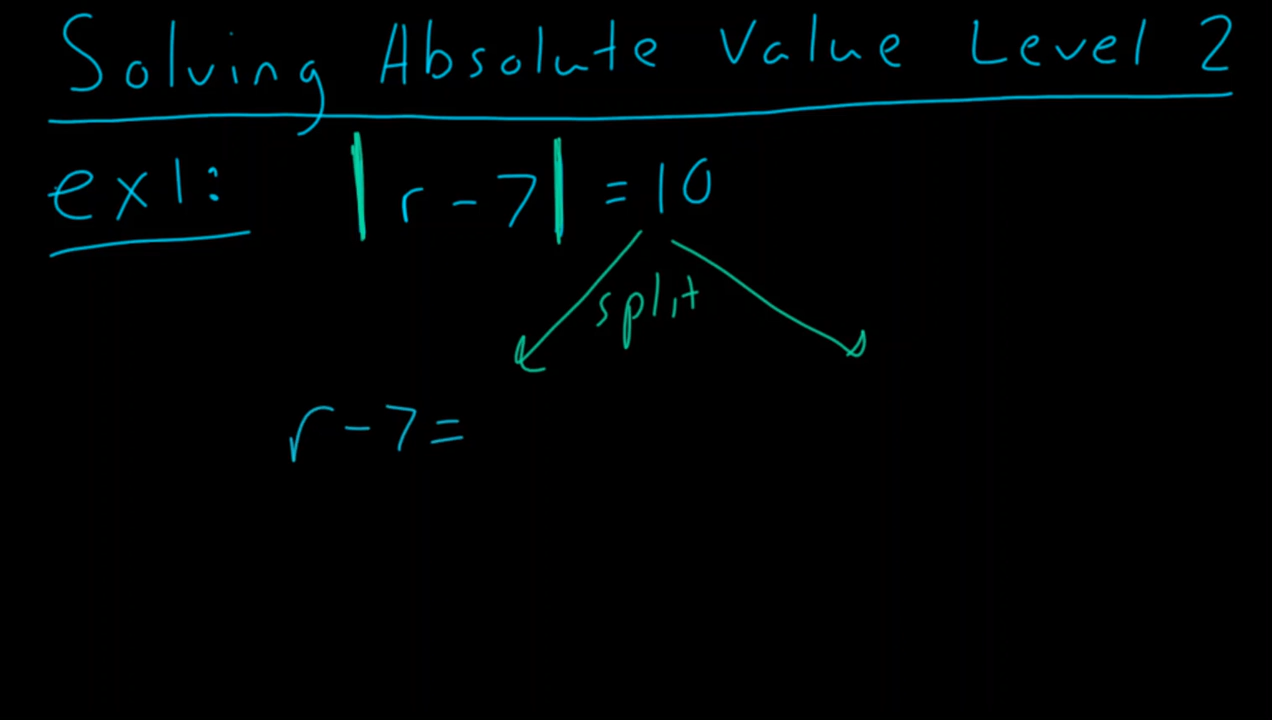 Solving Absolute Value Level 2
ex1: |r - 7| = 10
split
r - 7 =